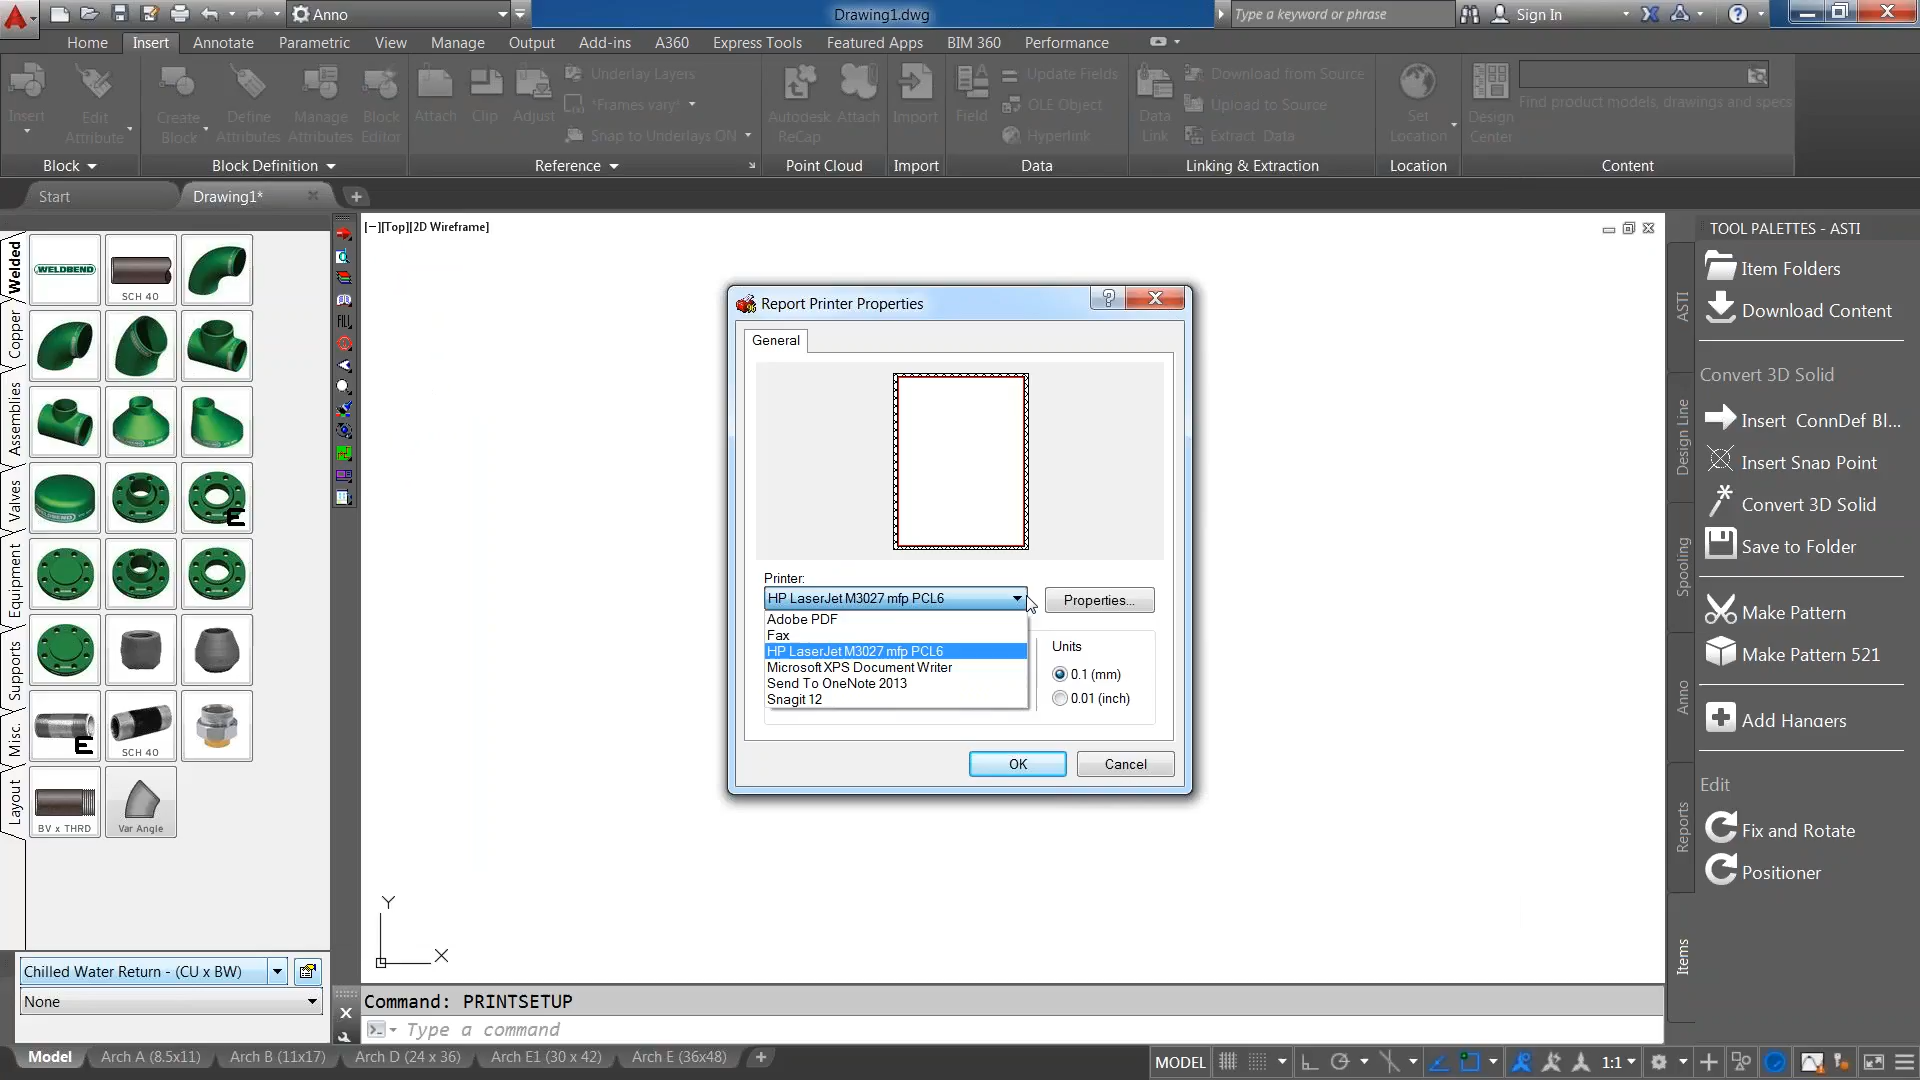 Anno
Drawing1.dwg
Type a keyword or phrase
Sign In
Home
Insert
Annotate
Parametric
View
Manage
Output
Add-ins
A360
Express Tools
Featured Apps
BIM 360
Performance
Insert
Edit
Attribute
Create
Block
Define
Attributes
Manage
Attributes
Block
Editor
Attach
Clip
Adjust
Underlay Layers
*Frames vary*
Snap to Underlays ON
Autodesk
ReCap
Attach
Import
Field
Update Fields
OLE Object
Hyperlink
Data
Link
Download from Source
Upload to Source
Extract Data
Set
Location
Design
Center
Find product models, drawings and specs
Block
Block Definition
Reference
Point Cloud
Import
Data
Linking & Extraction
Location
Content
Start
Drawing1*
[−][Top][2D Wireframe]
Welded
Copper
Assemblies
Valves
Equipment
Supports
Misc.
Layout
WELDBEND
SCH 40
E
E
SCH 40
BV x THRD
Var Angle
FILL
Report Printer Properties
General
Printer:
HP LaserJet M3027 mfp PCL6
Properties...
Adobe PDF
Fax
HP LaserJet M3027 mfp PCL6
Microsoft XPS Document Writer
Send To OneNote 2013
Snagit 12
Units
0.1 (mm)
0.01 (inch)
OK
Cancel
TOOL PALETTES - ASTI
ASTI
Design Line
Spooling
Anno
Reports
Items
Item Folders
Download Content
Convert 3D Solid
Insert ConnDef Bl...
Insert Snap Point
Convert 3D Solid
Save to Folder
Make Pattern
Make Pattern 521
Add Hangers
Edit
Fix and Rotate
Positioner
Y
X
Chilled Water Return - (CU x BW)
None
Command: PRINTSETUP
Type a command
Model
Arch A (8.5x11)
Arch B (11x17)
Arch D (24 x 36)
Arch E1 (30 x 42)
Arch E (36x48)
MODEL
1:1